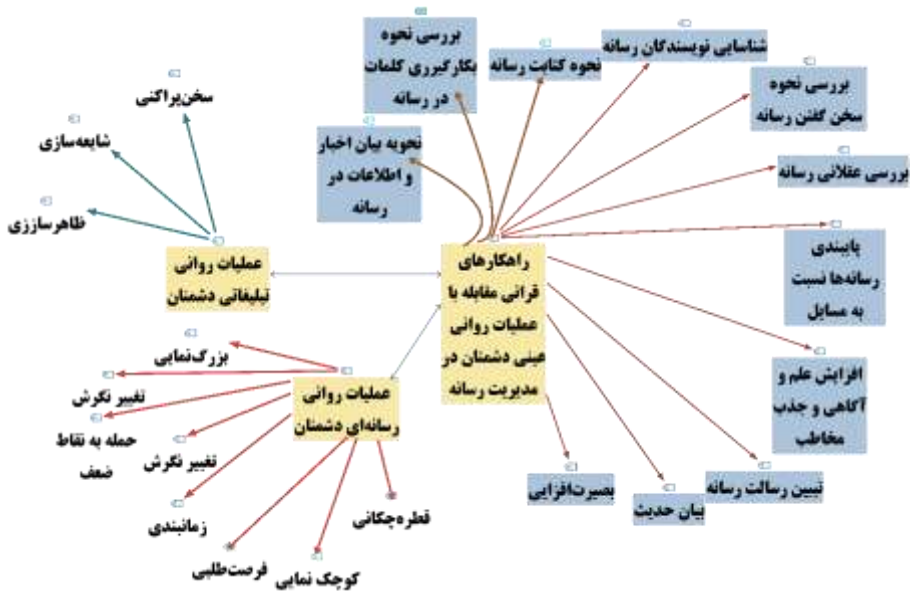 بررسی نحوه
بکارگیرری کلمات
در رسانه
نحوه کتابت رسانه
شناسایی نویسندگان رسانه
بررسی نحوه
سخن گفتن رسانه
بررسی عقلانی رسانه
پایبندی
رسانه‌ها نسبت
به مسایل
افزایش علم و
آگاهی و جذب
مخاطب
تبیین رسالت رسانه
بیان حدیث
بصیرت‌افزایی
نحویه بیان اخبار
و اطلاعات در
رسانه
راهکارهای
قرانی مقابله با
عملیات روانی
عینی دشمنان در
مدیریت رسانه
سخن‌پراکنی
شایعه‌سازی
ظاهرساززی
عملیات روانی
تبلیغاتی دشمنان
بزرگ‌نمایی
تغییر نگرش
حمله به نقاط
ضعف
تغییر نگرش
زمانبندی
فرصت‌طلبی
کوچک نمایی
قطره‌چکانی
عملیات روانی
رسانه‌ای دشمنان